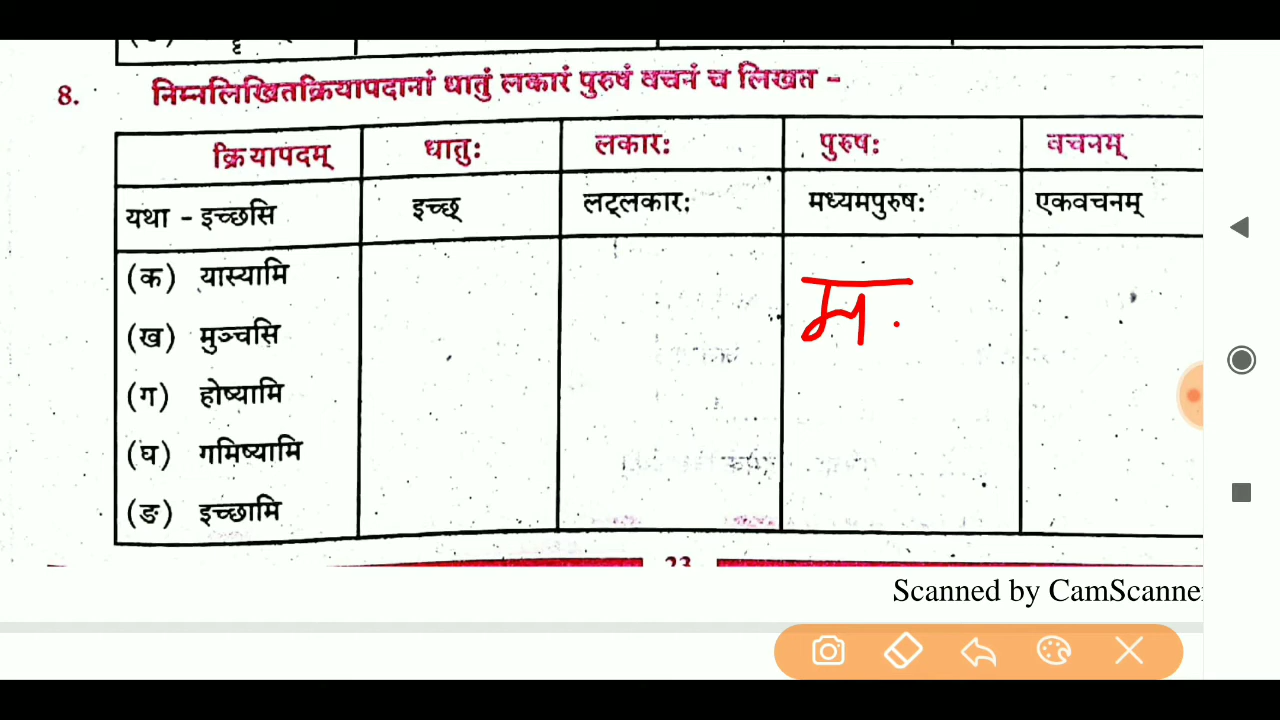 8. निम्नलिखितक्रियापदानां धातुं लकारं पुरुषं वचनं च लिखत -
क्रियापदम् धातुः लकारः पुरुषः वचनम्
यथा - इच्छसि इच्छ् लट्लकारः मध्यमपुरुषः एकवचनम्
(क) यास्यामि
म.
(ख) मुञ्चसि
(ग) होष्यामि
(घ) गमिष्यामि
(ङ) इच्छामि
23
Scanned by CamScanne